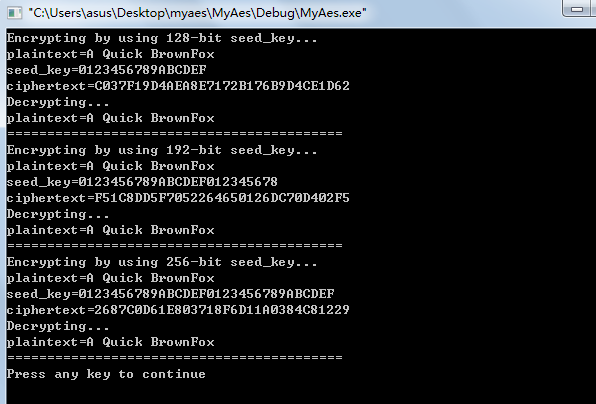 "C:\Users\asus\Desktop\myaes\MyAes\Debug\MyAes.exe"
Encrypting by using 128-bit seed_key...
plaintext=A Quick BrownFox
seed_key=0123456789ABCDEF
ciphertext=C037F19D4AEA8E7172B176B9D4CE1D62
Decrypting...
plaintext=A Quick BrownFox
==========================================
Encrypting by using 192-bit seed_key...
plaintext=A Quick BrownFox
seed_key=0123456789ABCDEF012345678
ciphertext=F51C8DD5F7052264650126DC70D402F5
Decrypting...
plaintext=A Quick BrownFox
==========================================
Encrypting by using 256-bit seed_key...
plaintext=A Quick BrownFox
seed_key=0123456789ABCDEF0123456789ABCDEF
ciphertext=2687C0D61E803718F6D11A0384C81229
Decrypting...
plaintext=A Quick BrownFox
==========================================
Press any key to continue